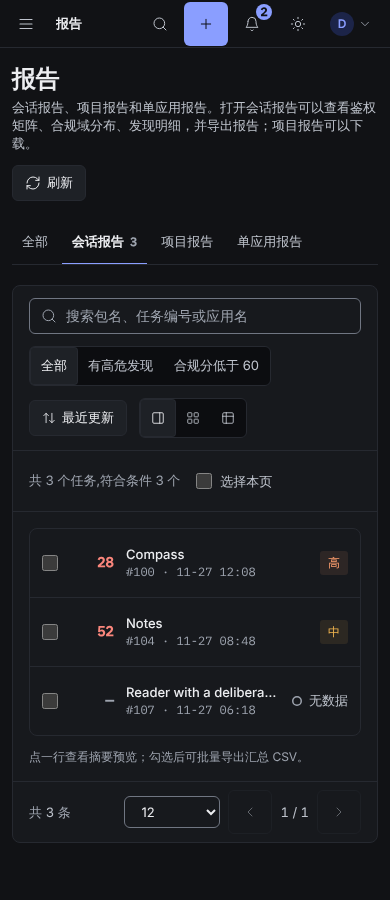 报告
2
D
报告
会话报告、项目报告和单应用报告。打开会话报告可以查看鉴权
矩阵、合规域分布、发现明细，并导出报告；项目报告可以下
载。
刷新
全部 会话报告 3 项目报告 单应用报告
搜索包名、任务编号或应用名
全部 有高危发现 合规分低于 60
最近更新
共 3 个任务,符合条件 3 个 选择本页
28 Compass 高
#100 · 11-27 12:08
52 Notes 中
#104 · 11-27 08:48
— Reader with a delibera... 无数据
#107 · 11-27 06:18
点一行查看摘要预览；勾选后可批量导出汇总 CSV。
共 3 条 12 1 / 1